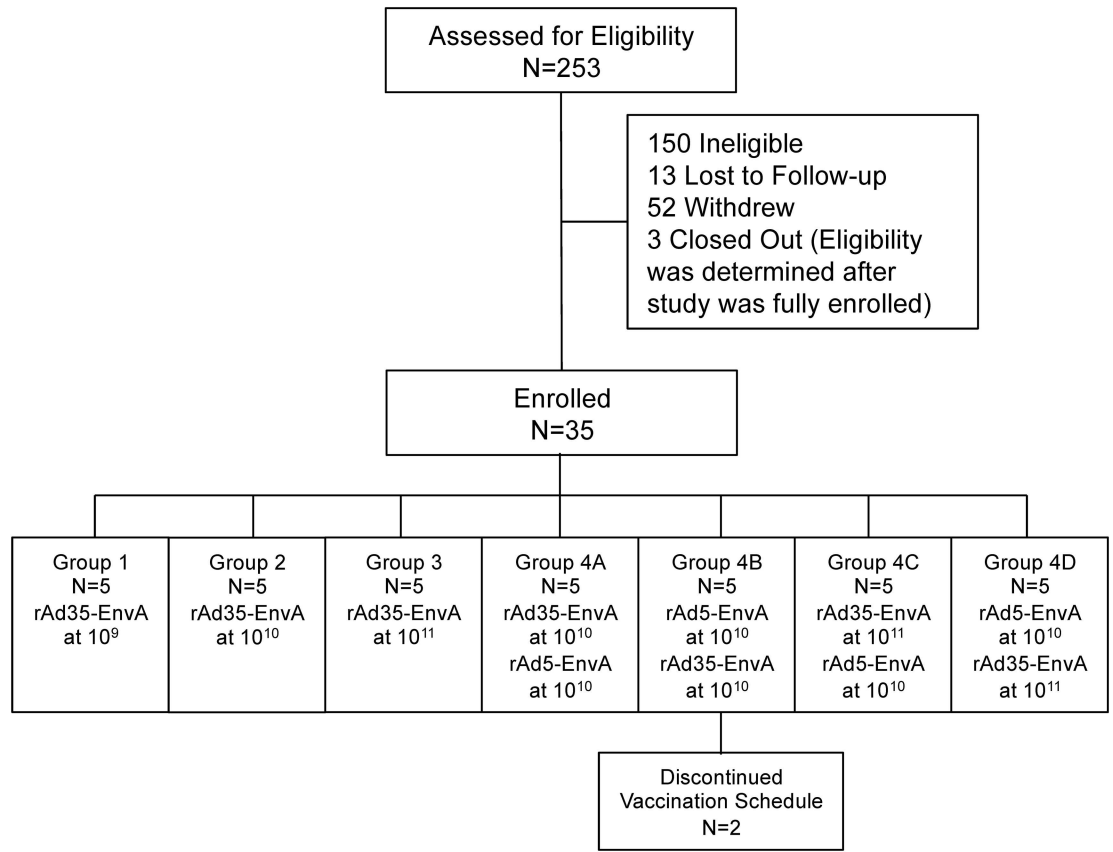 Assessed for Eligibility
N=253
150 Ineligible
13 Lost to Follow-up
52 Withdrew
3 Closed Out (Eligibility
was determined after
study was fully enrolled)
Enrolled
N=35
Group 1
N=5
rAd35-EnvA
at 10⁹
Group 2
N=5
rAd35-EnvA
at 10¹⁰
Group 3
N=5
rAd35-EnvA
at 10¹¹
Group 4A
N=5
rAd35-EnvA
at 10¹⁰
rAd5-EnvA
at 10¹⁰
Group 4B
N=5
rAd5-EnvA
at 10¹⁰
rAd35-EnvA
at 10¹⁰
Group 4C
N=5
rAd35-EnvA
at 10¹¹
rAd5-EnvA
at 10¹⁰
Group 4D
N=5
rAd5-EnvA
at 10¹⁰
rAd35-EnvA
at 10¹¹
Discontinued
Vaccination Schedule
N=2